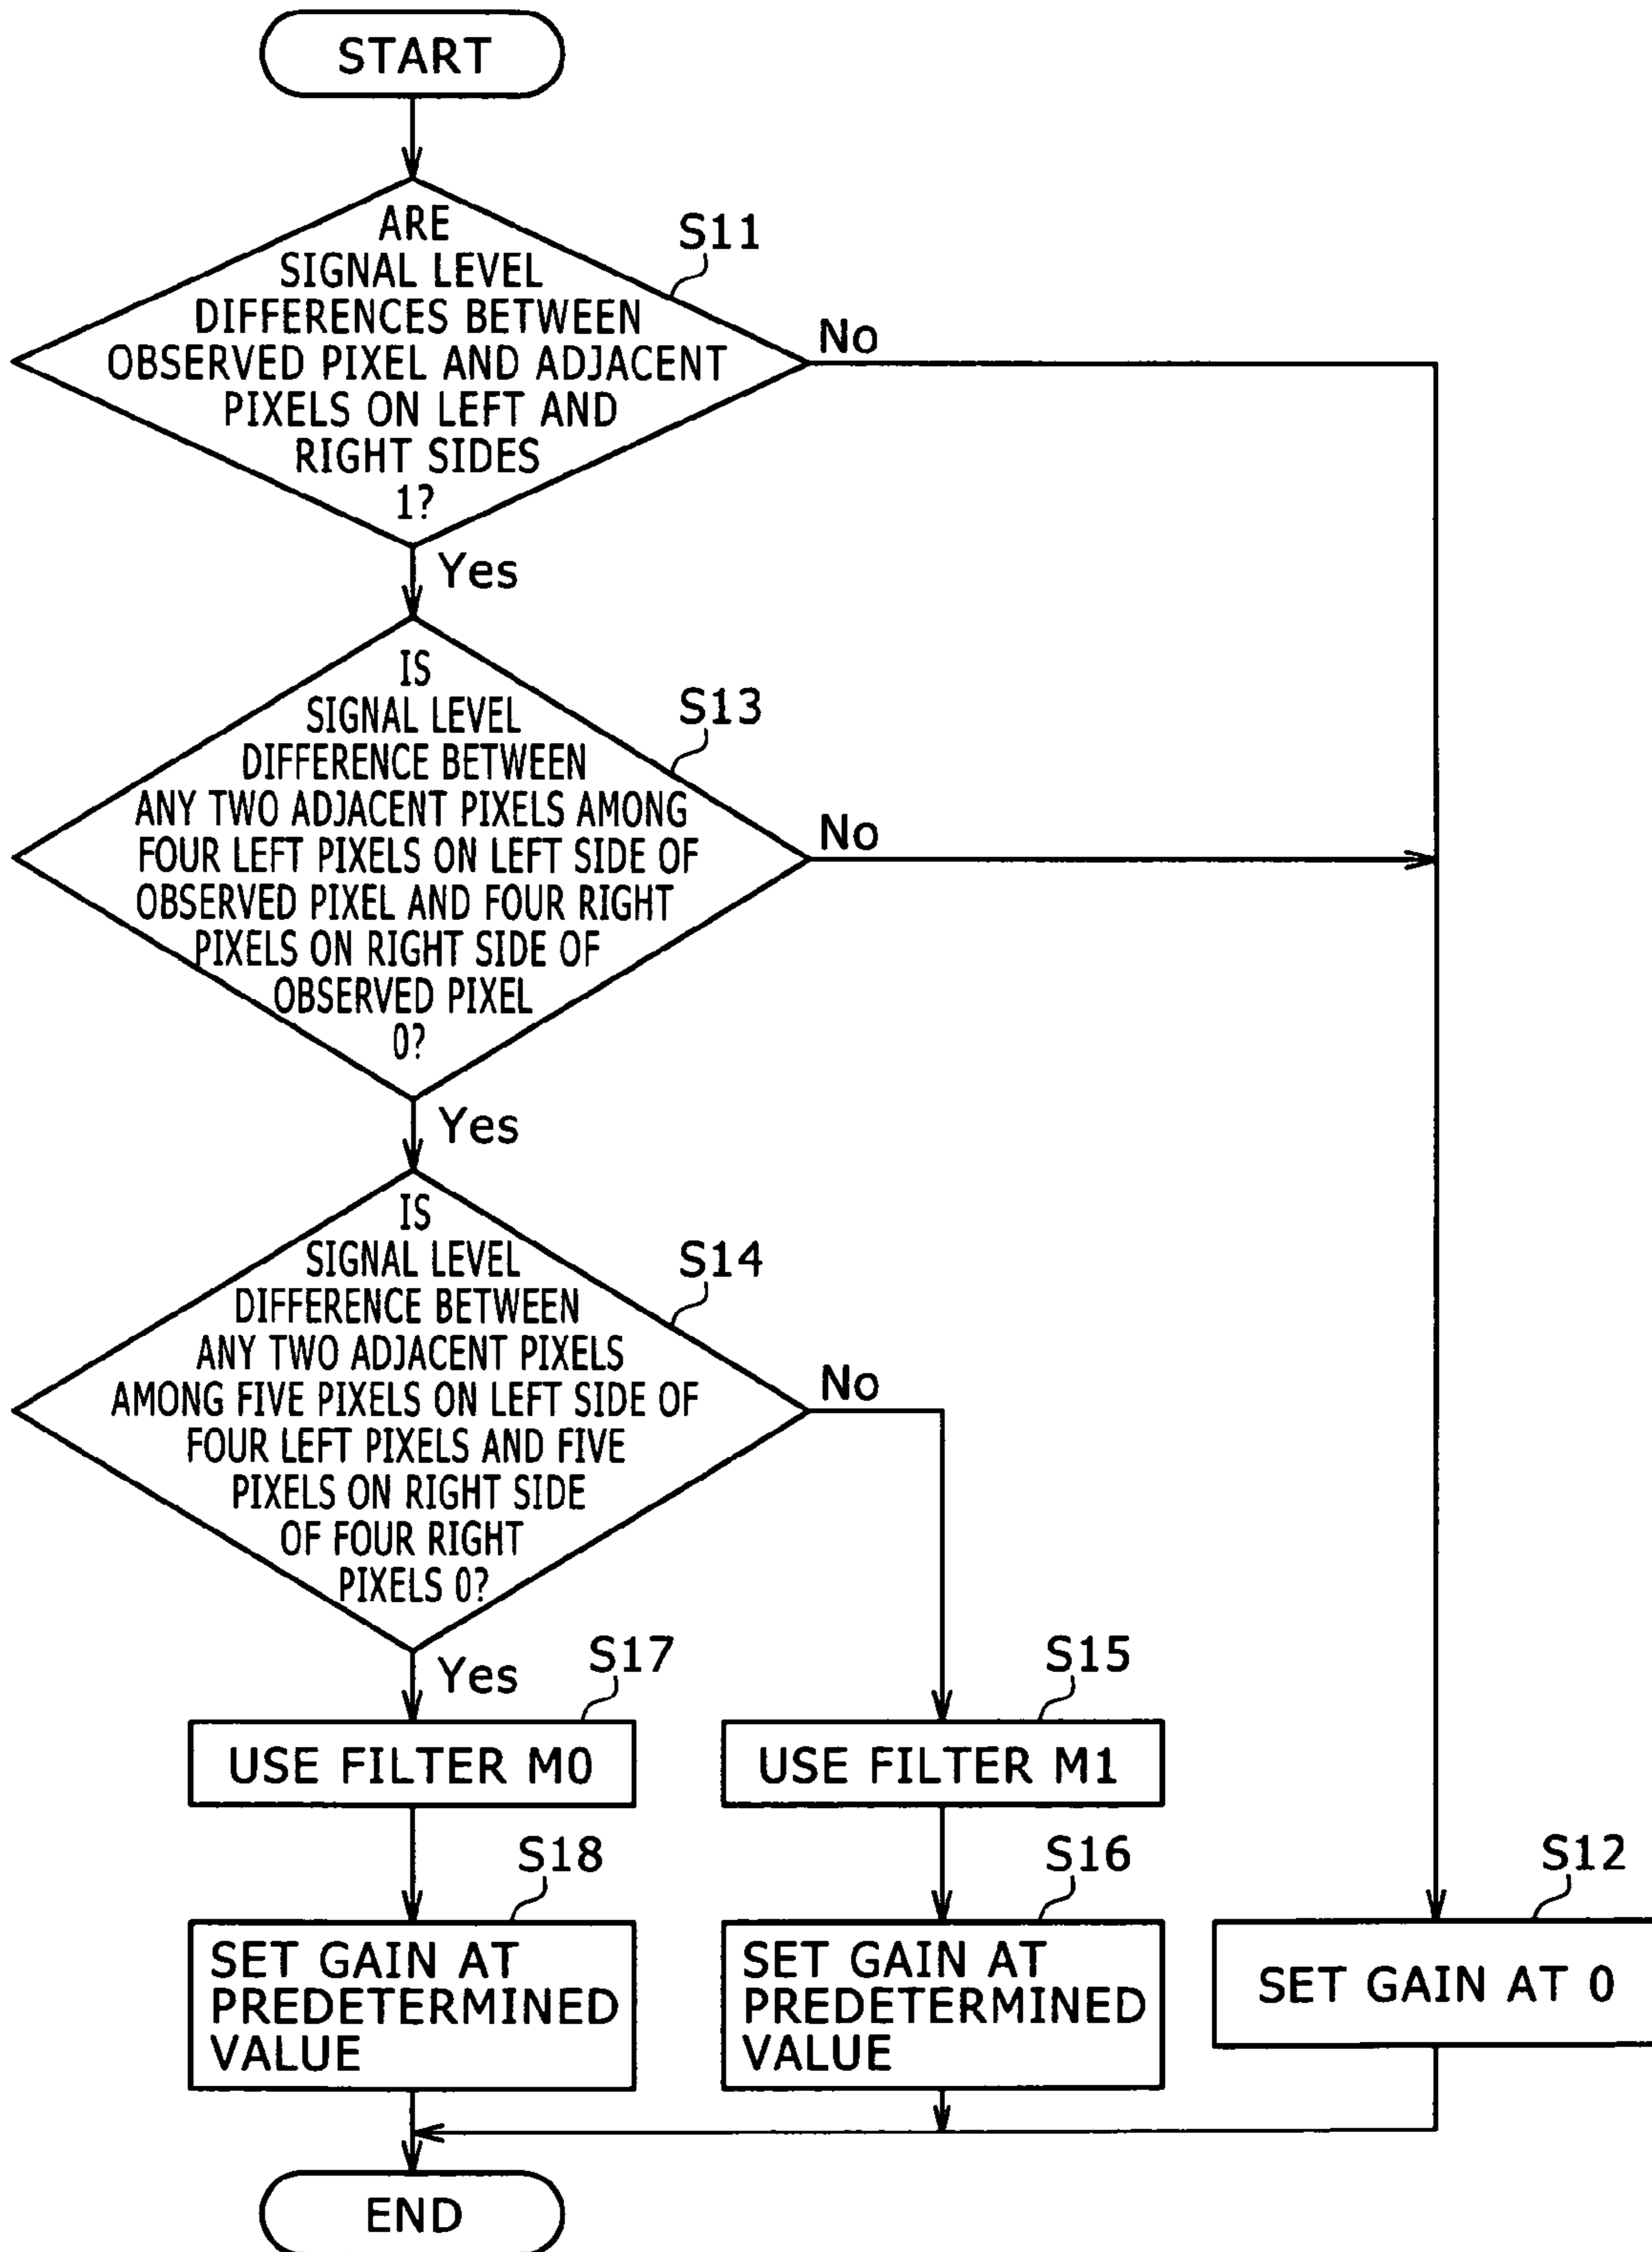 START
ARE
SIGNAL LEVEL
DIFFERENCES BETWEEN
OBSERVED PIXEL AND ADJACENT
PIXELS ON LEFT AND
RIGHT SIDES
1?
S11
No
Yes
IS
SIGNAL LEVEL
DIFFERENCE BETWEEN
ANY TWO ADJACENT PIXELS AMONG
FOUR LEFT PIXELS ON LEFT SIDE OF
OBSERVED PIXEL AND FOUR RIGHT
PIXELS ON RIGHT SIDE OF
OBSERVED PIXEL
0?
S13
No
Yes
IS
SIGNAL LEVEL
DIFFERENCE BETWEEN
ANY TWO ADJACENT PIXELS
AMONG FIVE PIXELS ON LEFT SIDE OF
FOUR LEFT PIXELS AND FIVE
PIXELS ON RIGHT SIDE
OF FOUR RIGHT
PIXELS 0?
S14
No
Yes
S17
USE FILTER M0
S15
USE FILTER M1
S18
SET GAIN AT
PREDETERMINED
VALUE
S16
SET GAIN AT
PREDETERMINED
VALUE
S12
SET GAIN AT 0
END